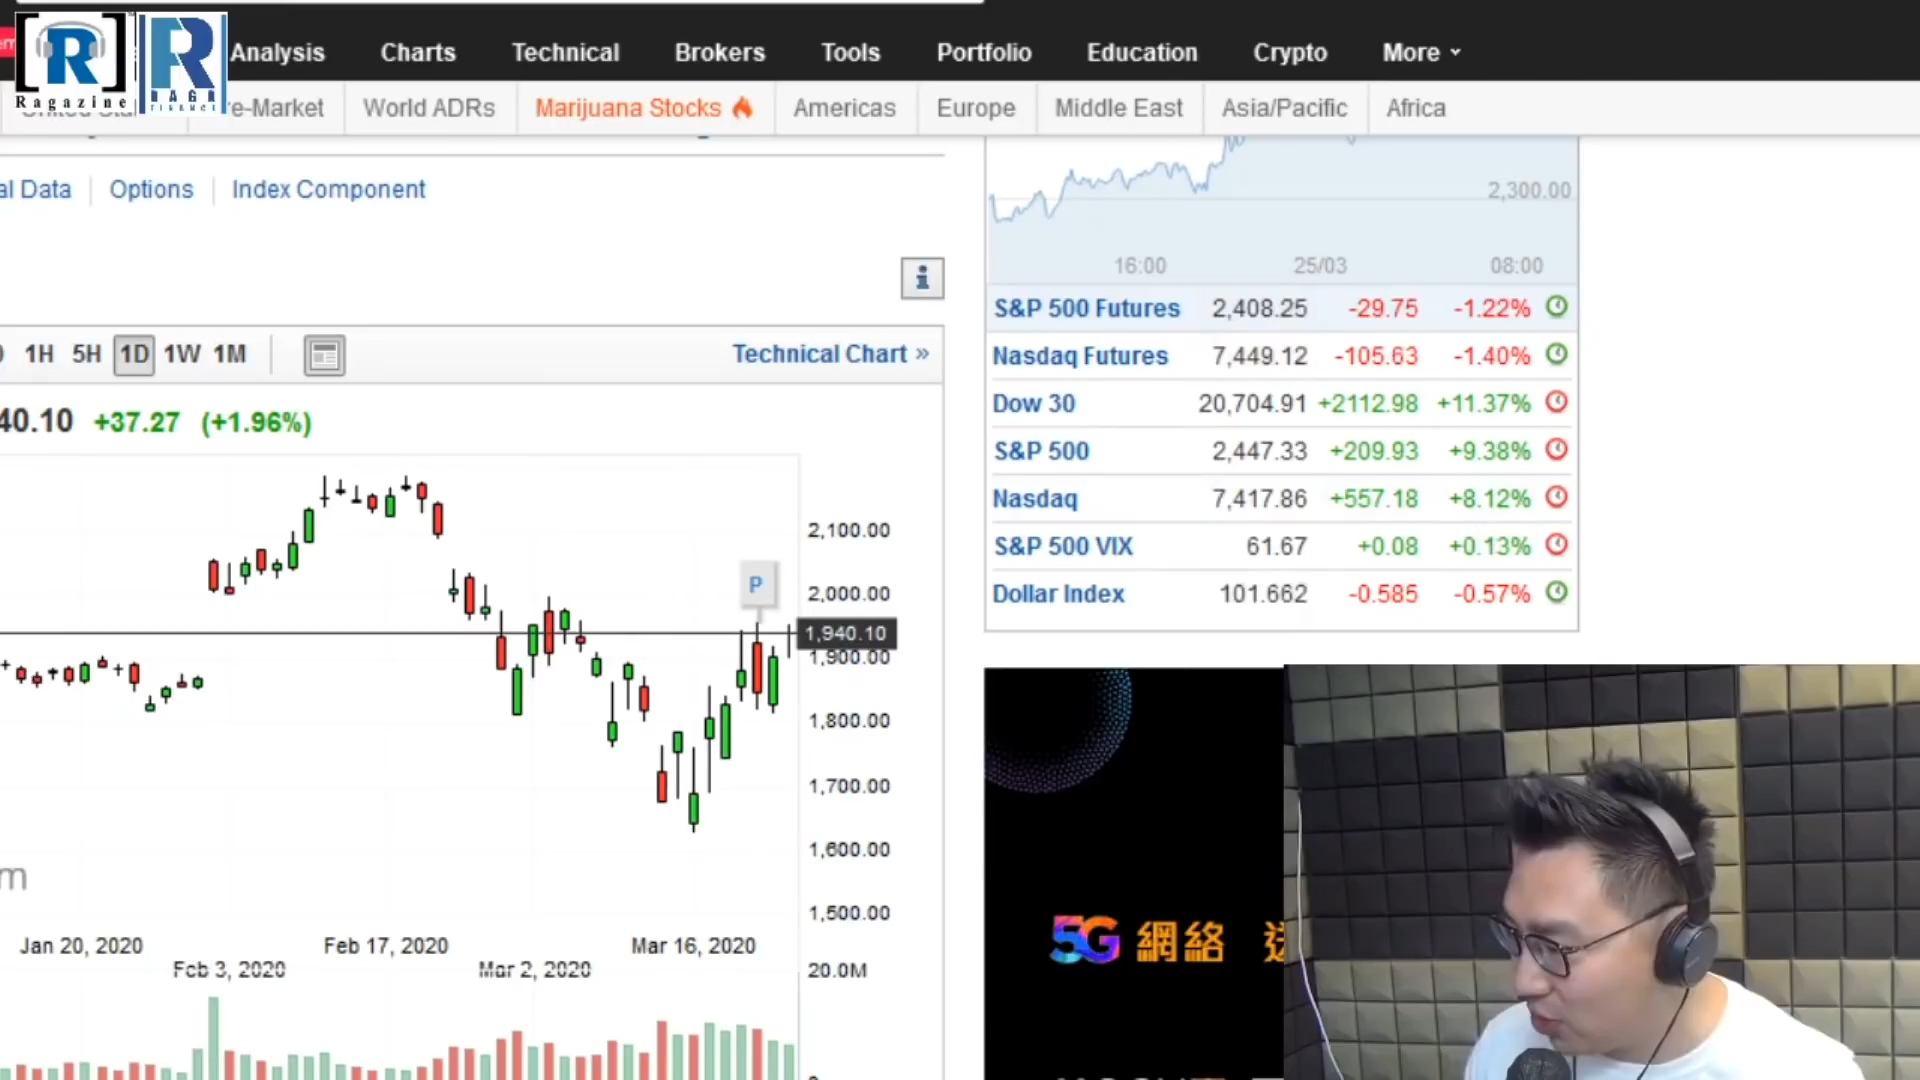 Analysis Charts Technical Brokers Tools Portfolio Education Crypto More
[R] R
Ragazine RAGA
FINANCE
e-Market World ADRs Marijuana Stocks Americas Europe Middle East Asia/Pacific Africa
al Data Options Index Component
2,300.00
16:00 25/03 08:00
i
S&P 500 Futures 2,408.25 -29.75 -1.22%
Nasdaq Futures 7,449.12 -105.63 -1.40%
Dow 30 20,704.91 +2112.98 +11.37%
S&P 500 2,447.33 +209.93 +9.38%
Nasdaq 7,417.86 +557.18 +8.12%
S&P 500 VIX 61.67 +0.08 +0.13%
Dollar Index 101.662 -0.585 -0.57%
1H 5H 1D 1W 1M Technical Chart »
40.10 +37.27 (+1.96%)
2,100.00
P
2,000.00
1,940.10
1,900.00
1,800.00
1,700.00
1,600.00
m
1,500.00
Jan 20, 2020 Feb 17, 2020 Mar 16, 2020
Feb 3, 2020 Mar 2, 2020
20.0M
5G 網絡